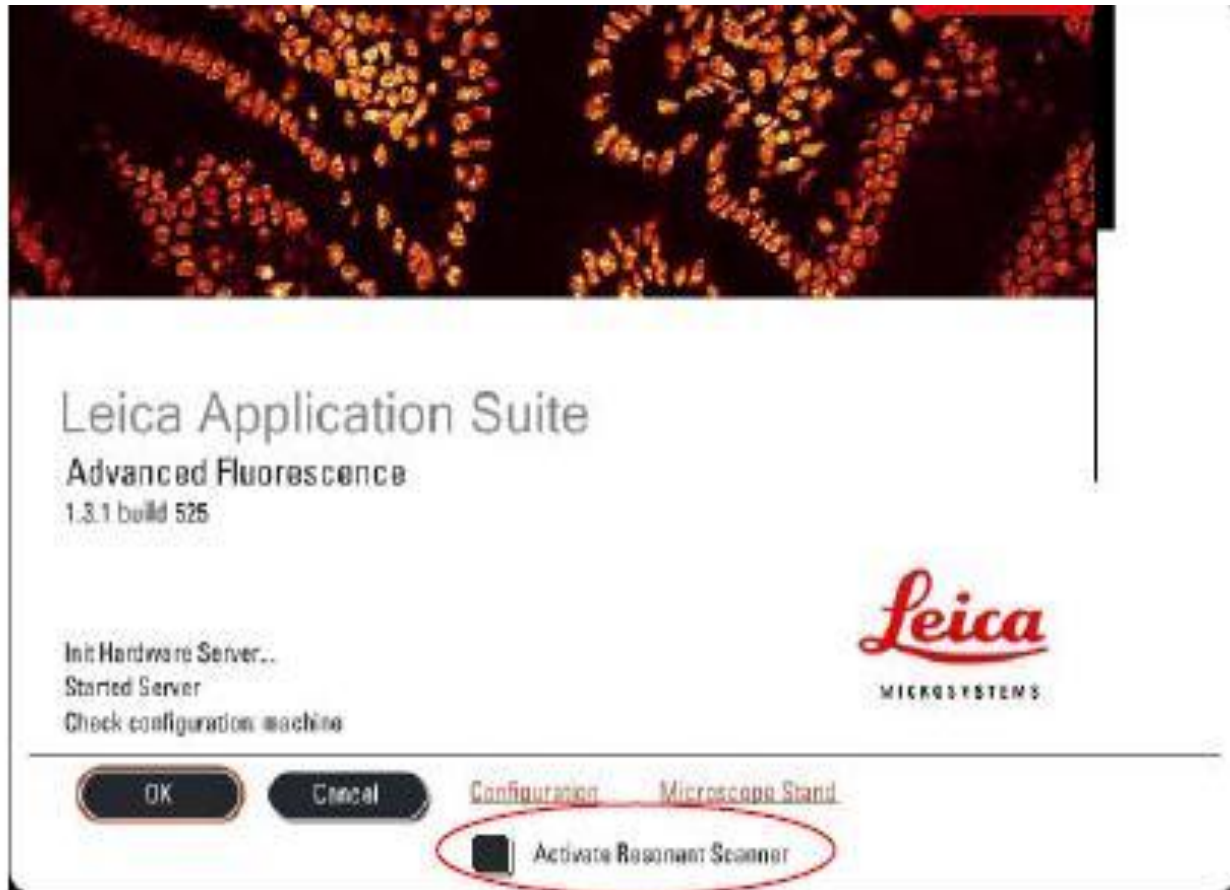 Leica Application Suite
Advanced Fluorescence
1.3.1 build 525
Leica
MICROSYSTEMS
Init Hardware Server...
Started Server
Check configuration: machine
OK Cancel Configuration Microscope Stand
Activate Resonant Scanner